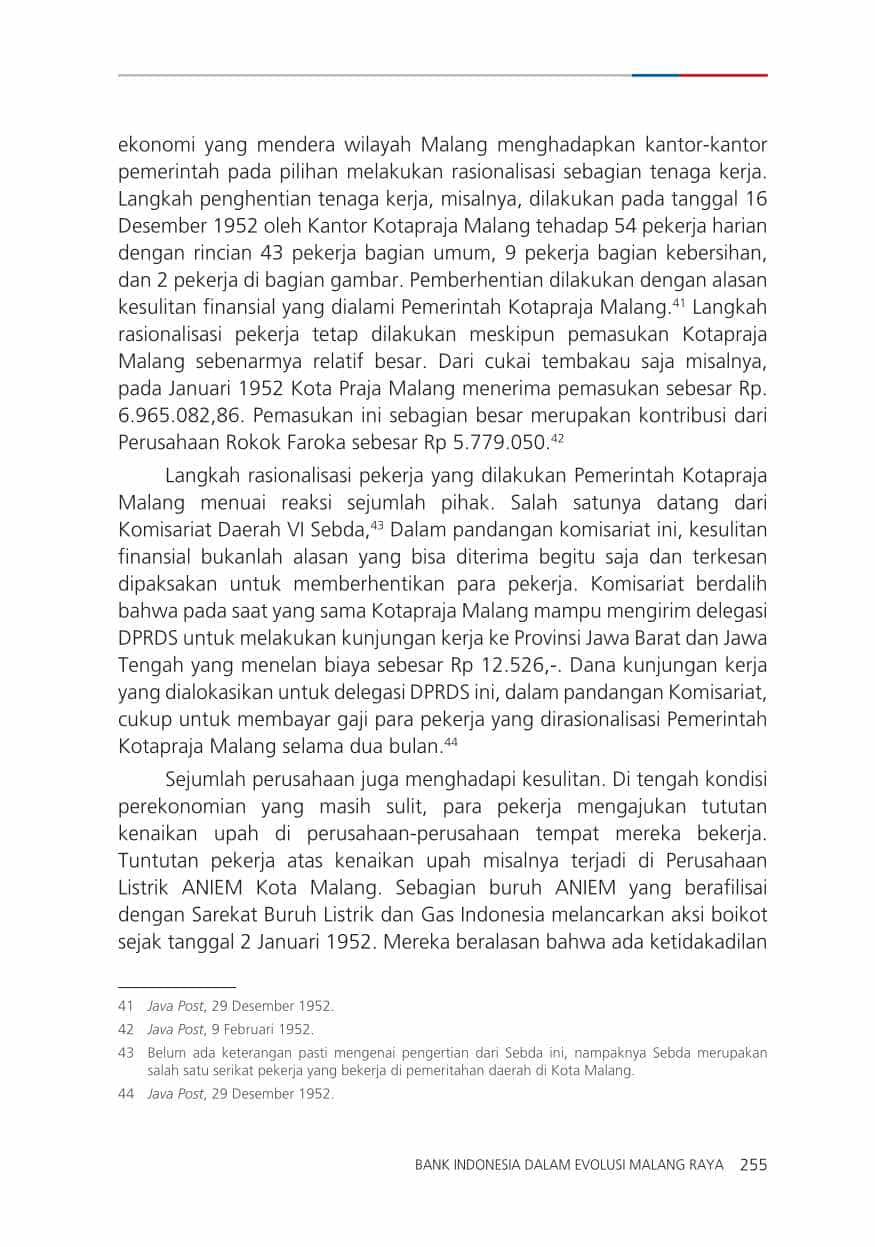 ekonomi yang mendera wilayah Malang menghadapkan kantor-kantor
pemerintah pada pilihan melakukan rasionalisasi sebagian tenaga kerja.
Langkah penghentian tenaga kerja, misalnya, dilakukan pada tanggal 16
Desember 1952 oleh Kantor Kotapraja Malang tehadap 54 pekerja harian
dengan rincian 43 pekerja bagian umum, 9 pekerja bagian kebersihan,
dan 2 pekerja di bagian gambar. Pemberhentian dilakukan dengan alasan
kesulitan finansial yang dialami Pemerintah Kotapraja Malang.41 Langkah
rasionalisasi pekerja tetap dilakukan meskipun pemasukan Kotapraja
Malang sebenarmya relatif besar. Dari cukai tembakau saja misalnya,
pada Januari 1952 Kota Praja Malang menerima pemasukan sebesar Rp.
6.965.082,86. Pemasukan ini sebagian besar merupakan kontribusi dari
Perusahaan Rokok Faroka sebesar Rp 5.779.050.42
Langkah rasionalisasi pekerja yang dilakukan Pemerintah Kotapraja
Malang menuai reaksi sejumlah pihak. Salah satunya datang dari
Komisariat Daerah VI Sebda,43 Dalam pandangan komisariat ini, kesulitan
finansial bukanlah alasan yang bisa diterima begitu saja dan terkesan
dipaksakan untuk memberhentikan para pekerja. Komisariat berdalih
bahwa pada saat yang sama Kotapraja Malang mampu mengirim delegasi
DPRDS untuk melakukan kunjungan kerja ke Provinsi Jawa Barat dan Jawa
Tengah yang menelan biaya sebesar Rp 12.526,-. Dana kunjungan kerja
yang dialokasikan untuk delegasi DPRDS ini, dalam pandangan Komisariat,
cukup untuk membayar gaji para pekerja yang dirasionalisasi Pemerintah
Kotapraja Malang selama dua bulan.44
Sejumlah perusahaan juga menghadapi kesulitan. Di tengah kondisi
perekonomian yang masih sulit, para pekerja mengajukan tututan
kenaikan upah di perusahaan-perusahaan tempat mereka bekerja.
Tuntutan pekerja atas kenaikan upah misalnya terjadi di Perusahaan
Listrik ANIEM Kota Malang. Sebagian buruh ANIEM yang berafilisai
dengan Sarekat Buruh Listrik dan Gas Indonesia melancarkan aksi boikot
sejak tanggal 2 Januari 1952. Mereka beralasan bahwa ada ketidakadilan
41 Java Post, 29 Desember 1952.
42 Java Post, 9 Februari 1952.
43 Belum ada keterangan pasti mengenai pengertian dari Sebda ini, nampaknya Sebda merupakan
salah satu serikat pekerja yang bekerja di pemeritahan daerah di Kota Malang.
44 Java Post, 29 Desember 1952.
BANK INDONESIA DALAM EVOLUSI MALANG RAYA 255